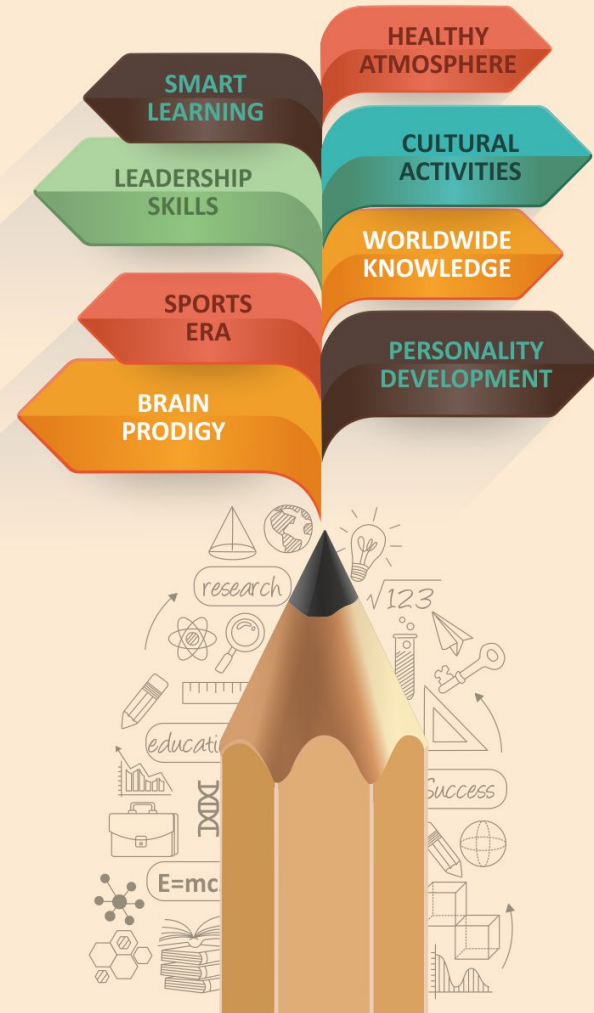 HEALTHY
ATMOSPHERE
SMART
LEARNING
CULTURAL
ACTIVITIES
LEADERSHIP
SKILLS
WORLDWIDE
KNOWLEDGE
SPORTS
ERA
PERSONALITY
DEVELOPMENT
BRAIN
PRODIGY
research
√123
educati
Success
E=mc